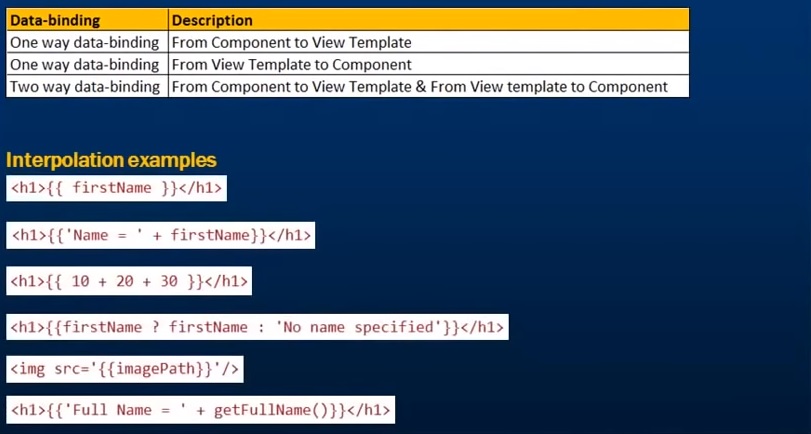 Data-binding Description
One way data-binding From Component to View Template
One way data-binding From View Template to Component
Two way data-binding From Component to View Template & From View template to Component
Interpolation examples
<h1>{{ firstName }}</h1>
<h1>{{'Name = ' + firstName}}</h1>
<h1>{{ 10 + 20 + 30 }}</h1>
<h1>{{firstName ? firstName : 'No name specified'}}</h1>
<img src='{{imagePath}}'/>
<h1>{{'Full Name = ' + getFullName()}}</h1>